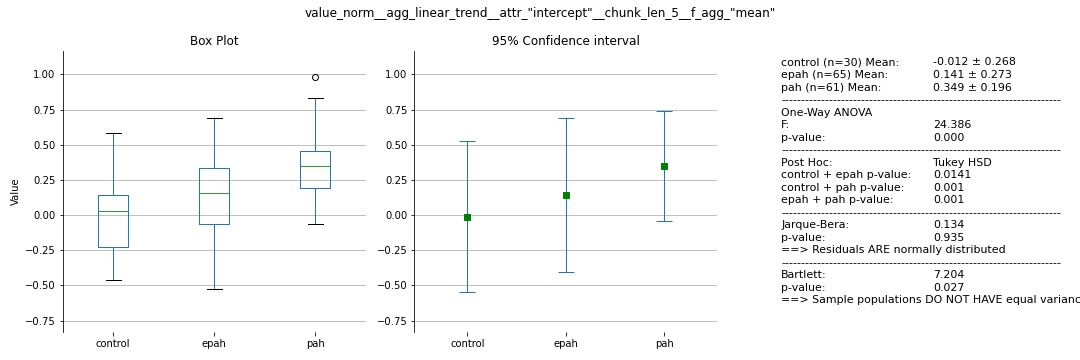 value_norm__agg_linear_trend__attr_"intercept"__chunk_len_5__f_agg_"mean"
Box Plot
Value
1.00
0.75
0.50
0.25
0.00
−0.25
−0.50
−0.75
control epah pah
95% Confidence interval
1.00
0.75
0.50
0.25
0.00
−0.25
−0.50
−0.75
control epah pah
control (n=30) Mean: -0.012 ± 0.268
epah (n=65) Mean: 0.141 ± 0.273
pah (n=61) Mean: 0.349 ± 0.196
One-Way ANOVA
F: 24.386
p-value: 0.000
Post Hoc: Tukey HSD
control + epah p-value: 0.0141
control + pah p-value: 0.001
epah + pah p-value: 0.001
Jarque-Bera: 0.134
p-value: 0.935
==> Residuals ARE normally distributed
Bartlett: 7.204
p-value: 0.027
==> Sample populations DO NOT HAVE equal varianc